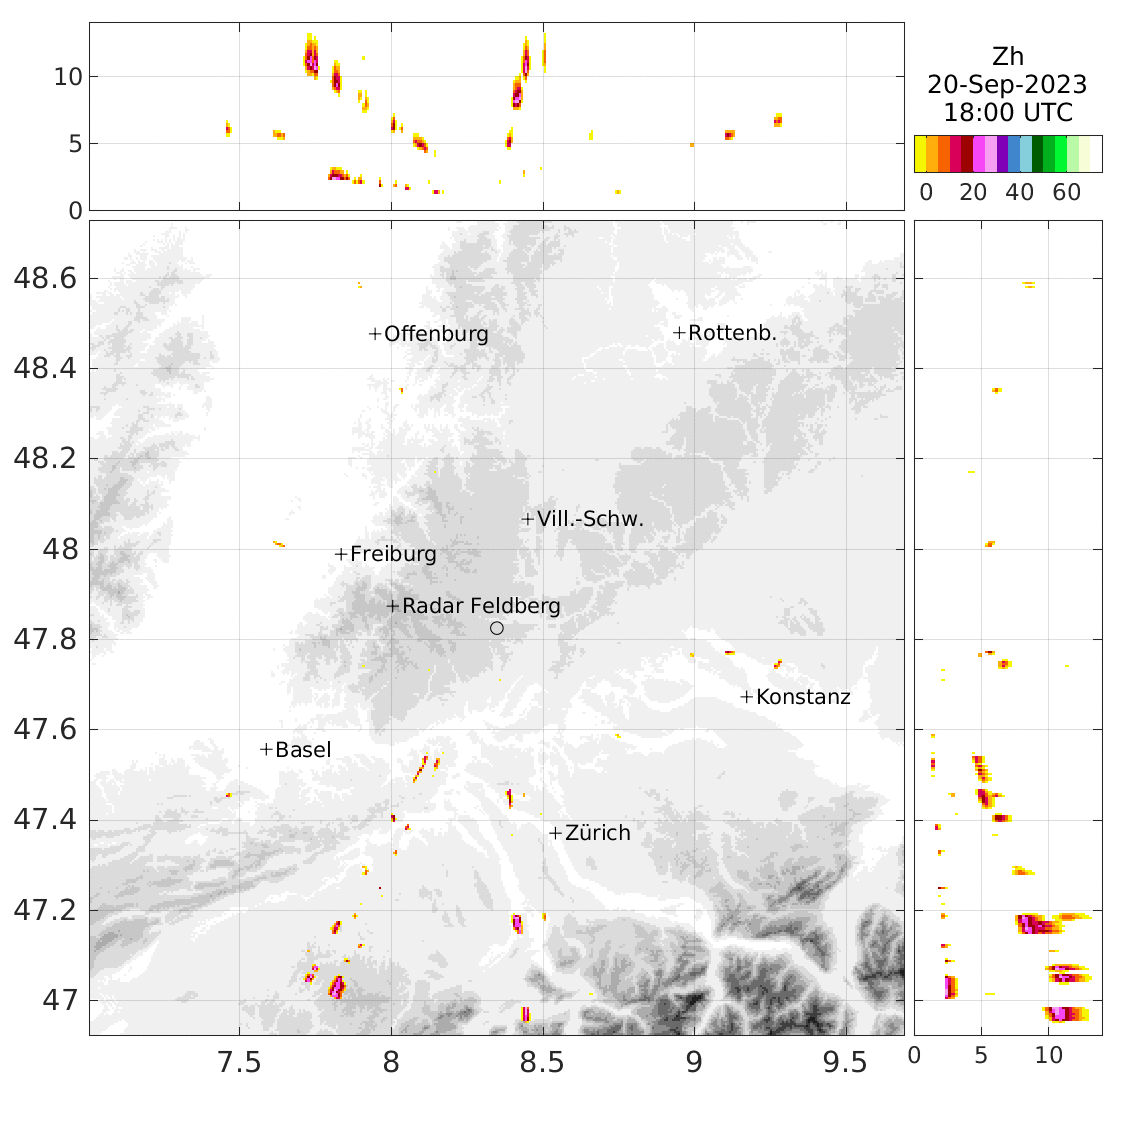 Zh
20-Sep-2023
18:00 UTC
0 20 40 60
10
5
0
48.6
48.4
48.2
48
47.8
47.6
47.4
47.2
47
Offenburg
Rottenb.
Vill.-Schw.
Freiburg
Radar Feldberg
Konstanz
Basel
Zürich
7.5 8 8.5 9 9.5
0 5 10